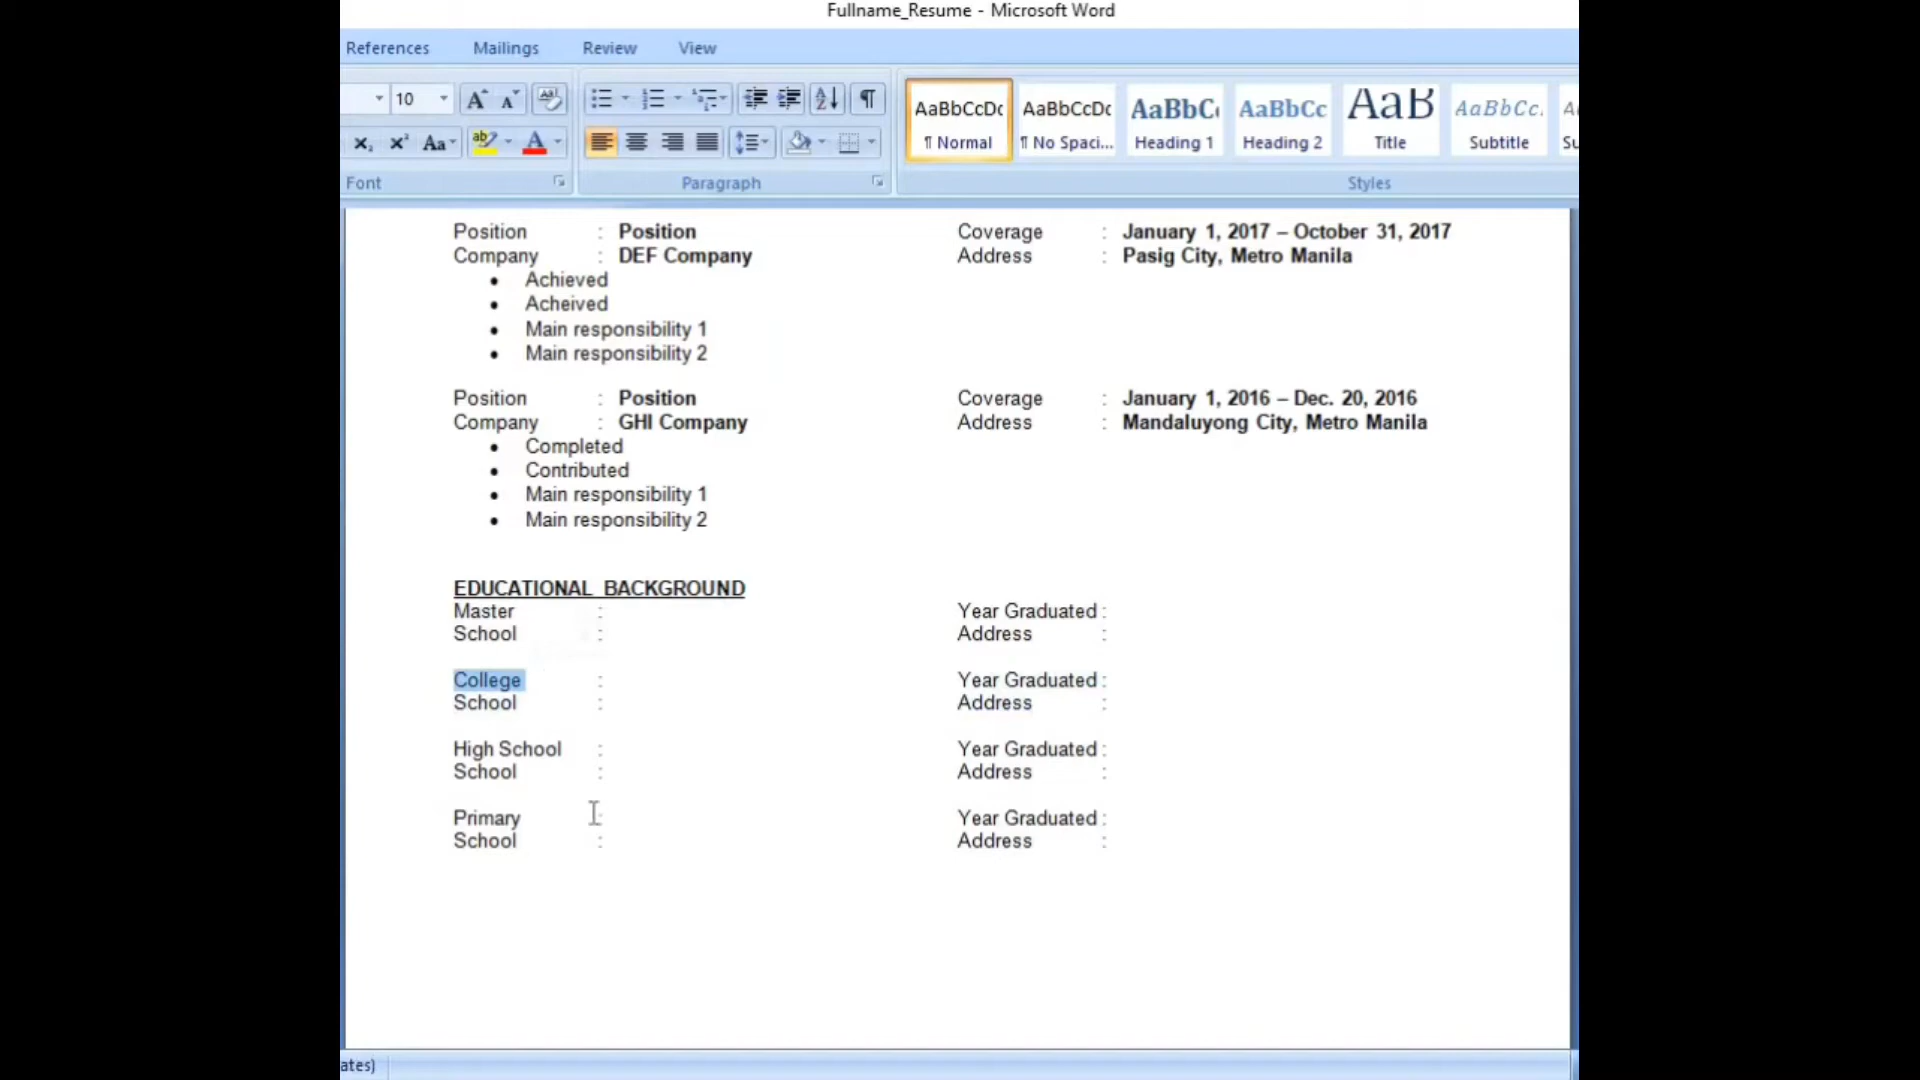 Fullname_Resume - Microsoft Word
References Mailings Review View
10
AaBbCcDc AaBbCcDc AaBbC AaBbCc AaB AaBbCc.
¶ Normal ¶ No Spaci... Heading 1 Heading 2 Title Subtitle Su
Font Paragraph Styles
Position : Position Coverage : January 1, 2017 – October 31, 2017
Company : DEF Company Address : Pasig City, Metro Manila
• Achieved
• Acheived
• Main responsibility 1
• Main responsibility 2
Position : Position Coverage : January 1, 2016 – Dec. 20, 2016
Company : GHI Company Address : Mandaluyong City, Metro Manila
• Completed
• Contributed
• Main responsibility 1
• Main responsibility 2
EDUCATIONAL BACKGROUND
Master : Year Graduated :
School : Address :
College : Year Graduated :
School : Address :
High School : Year Graduated :
School : Address :
Primary : Year Graduated :
School : Address :
ates)